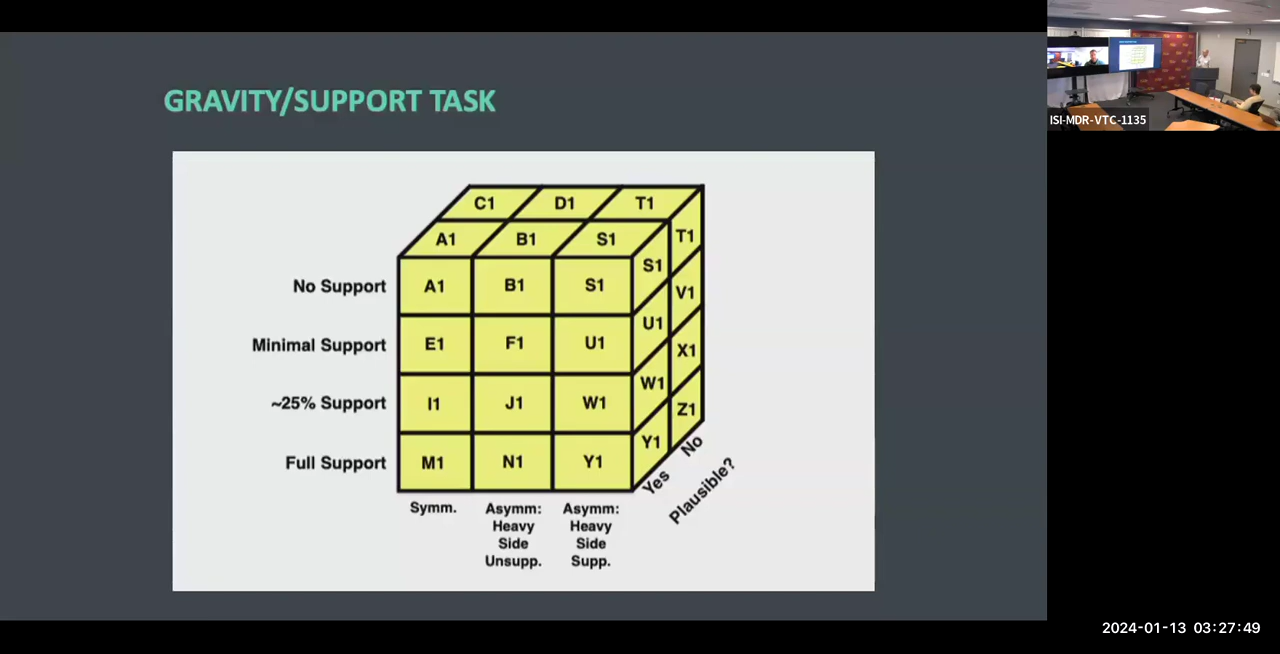 GRAVITY/SUPPORT TASK
ISI-MDR-VTC-1135
C1 D1 T1
A1 B1 S1 T1
S1
No Support A1 B1 S1 V1
U1
Minimal Support E1 F1 U1 X1
W1
~25% Support I1 J1 W1 Z1
Y1
Full Support M1 N1 Y1
Yes No
Plausible?
Symm. Asymm: Asymm:
Heavy Heavy
Side Side
Unsupp. Supp.
2024-01-13 03:27:49